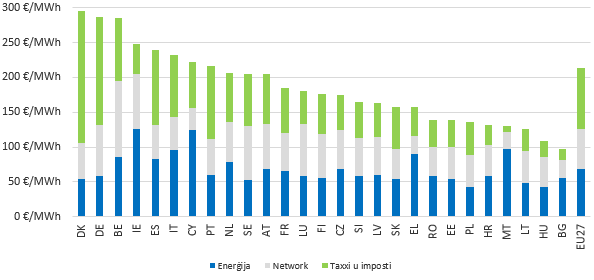 300 €/MWh
250 €/MWh
200 €/MWh
150 €/MWh
100 €/MWh
50 €/MWh
0 €/MWh
DK DE BE IE ES IT CY PT NL SE AT FR LU FI CZ SI LV SK EL RO EE PL HR MT LT HU BG EU27
Enerġija Network Taxxi u imposti